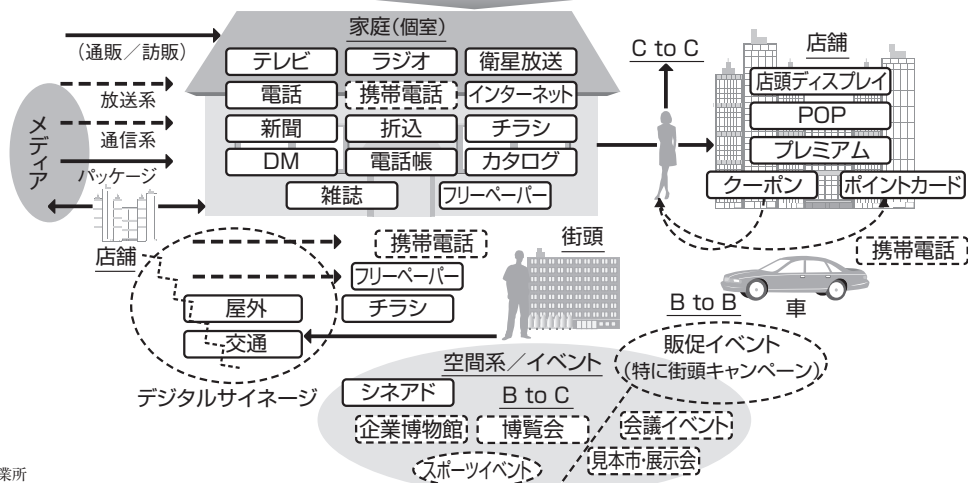 家庭(個室)
テレビ
ラジオ
衛星放送
電話
携帯電話
インターネット
新聞
折込
チラシ
DM
電話帳
カタログ
雑誌
フリーペーパー
(通販/訪販)
放送系
通信系
パッケージ
メディア
店舗
C to C
店舗
店頭ディスプレイ
POP
プレミアム
クーポン
ポイントカード
携帯電話
車
携帯電話
フリーペーパー
チラシ
街頭
屋外
交通
デジタルサイネージ
B to B
販促イベント
(特に街頭キャンペーン)
空間系/イベント
シネアド
B to C
企業博物館
博覧会
会議イベント
スポーツイベント
見本市・展示会
業所